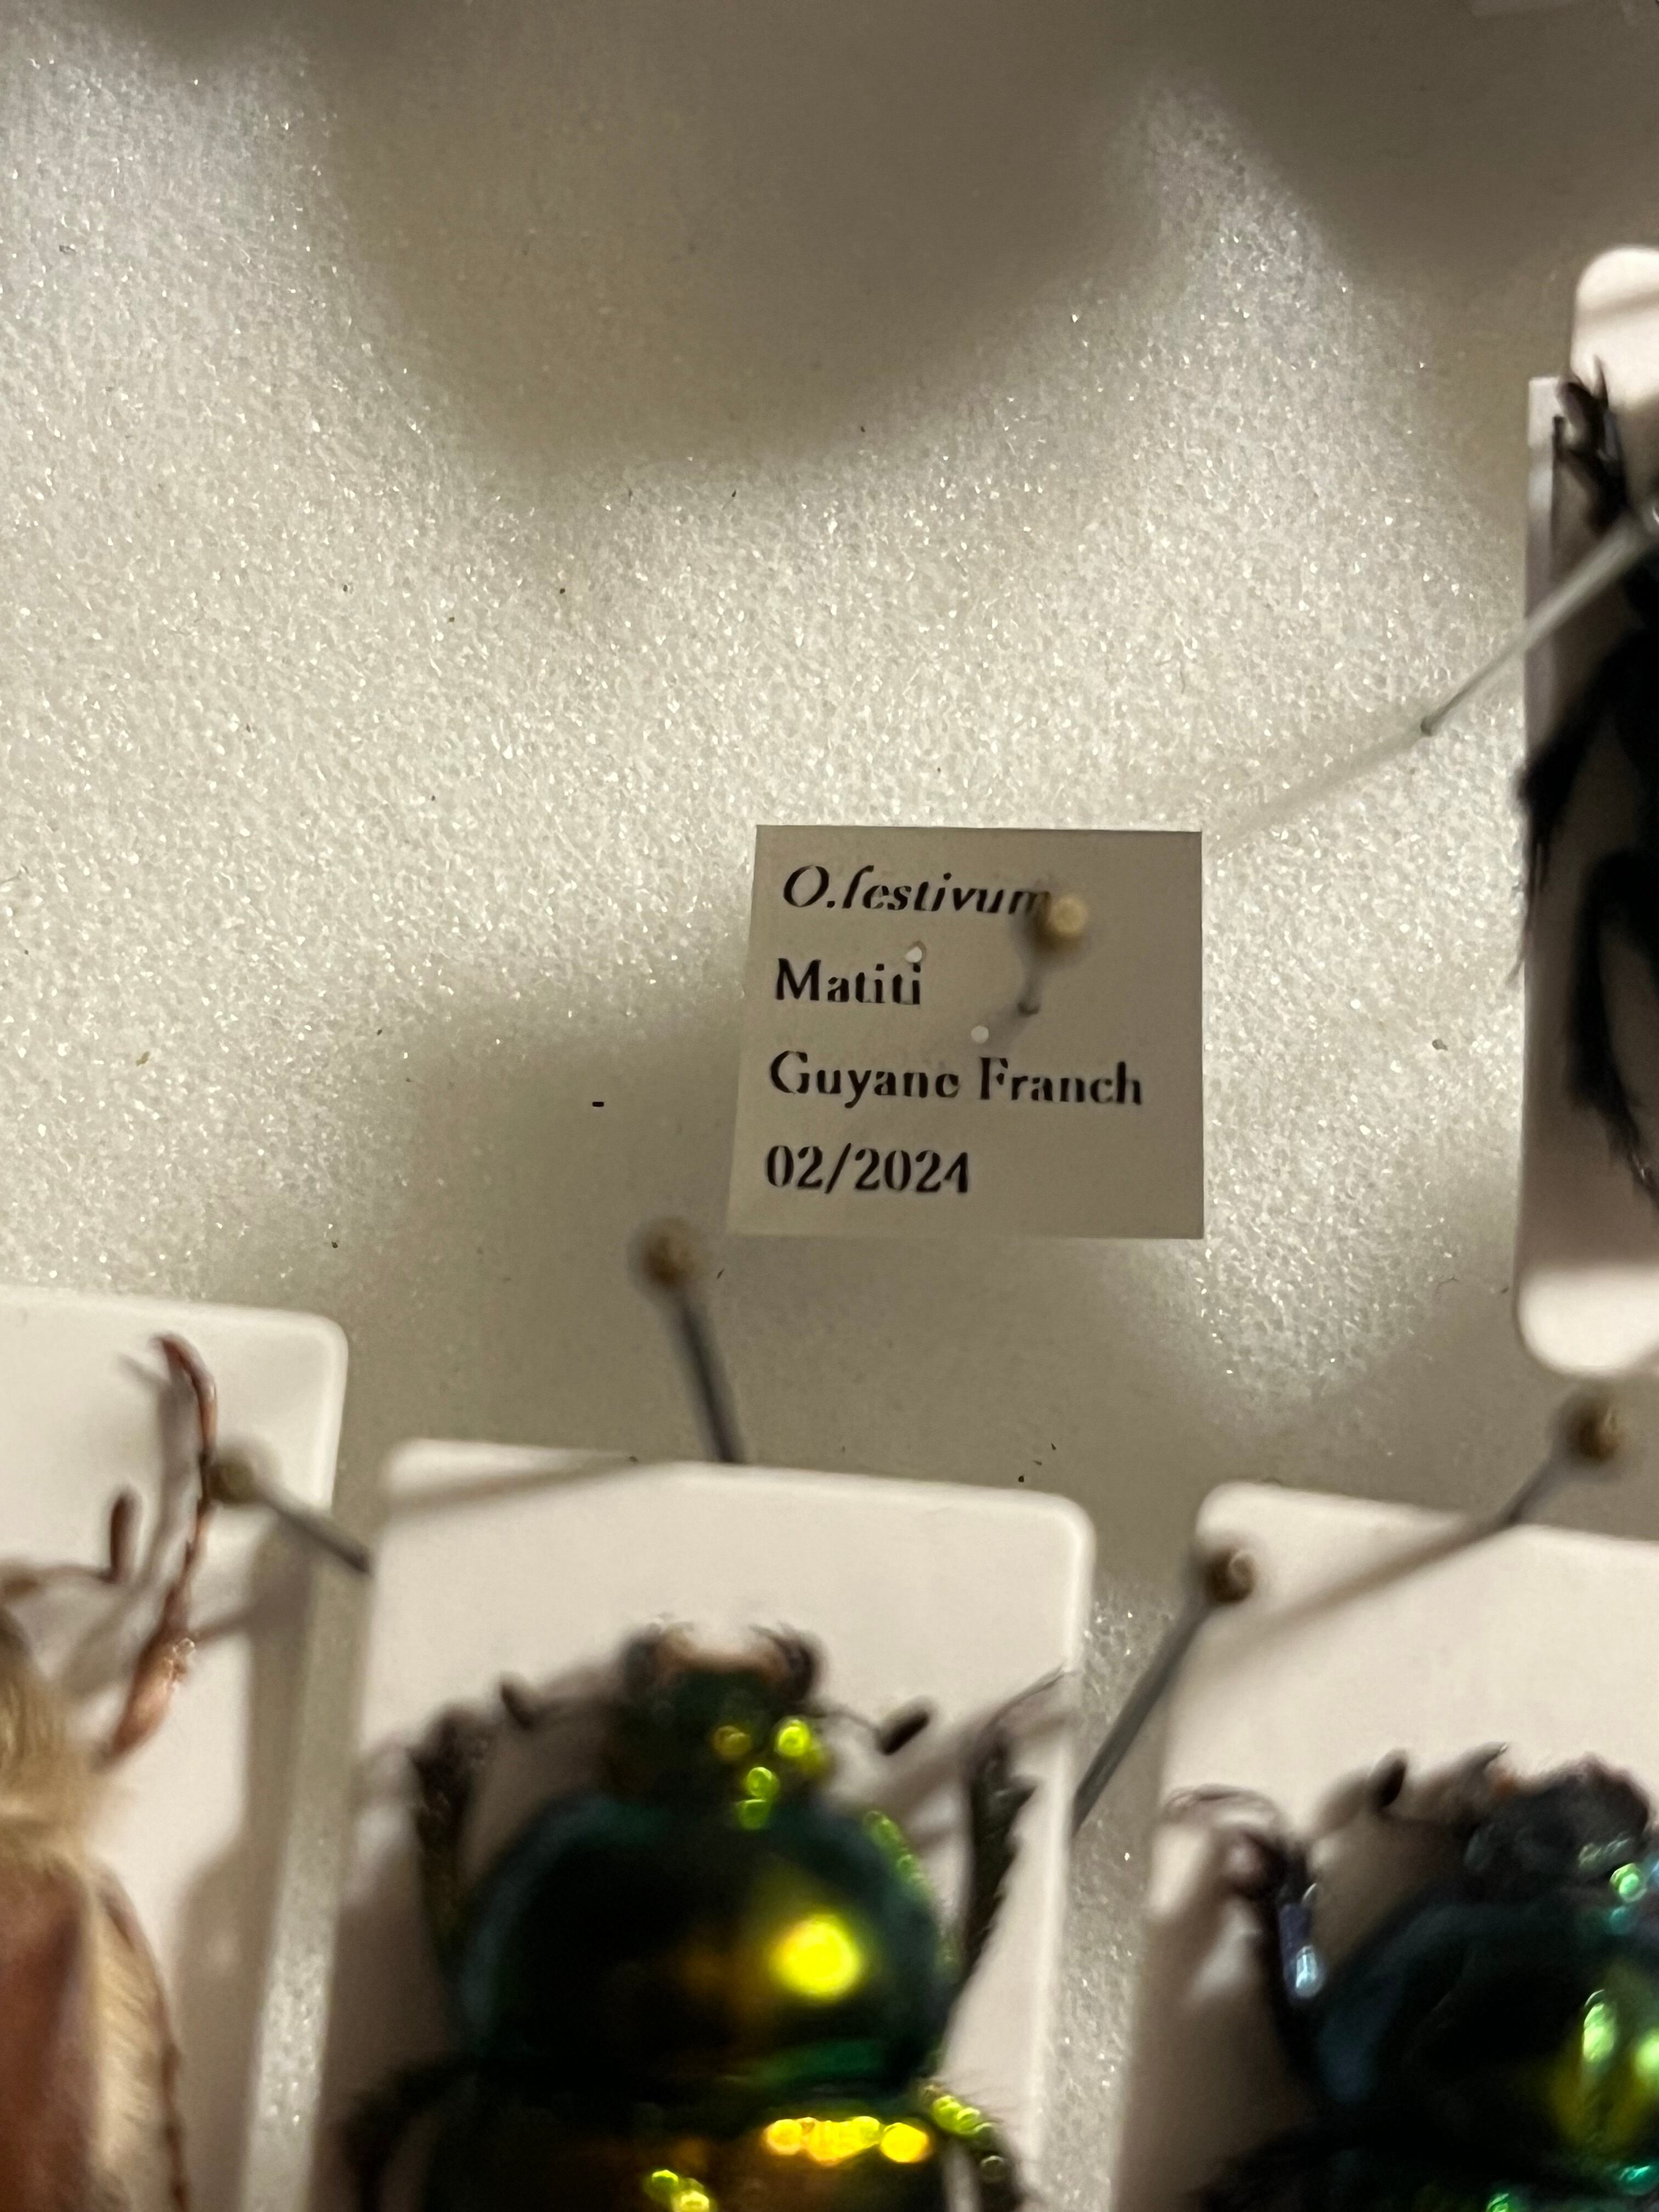 O.festivum
Matiti
Guyane Franch
02/2024